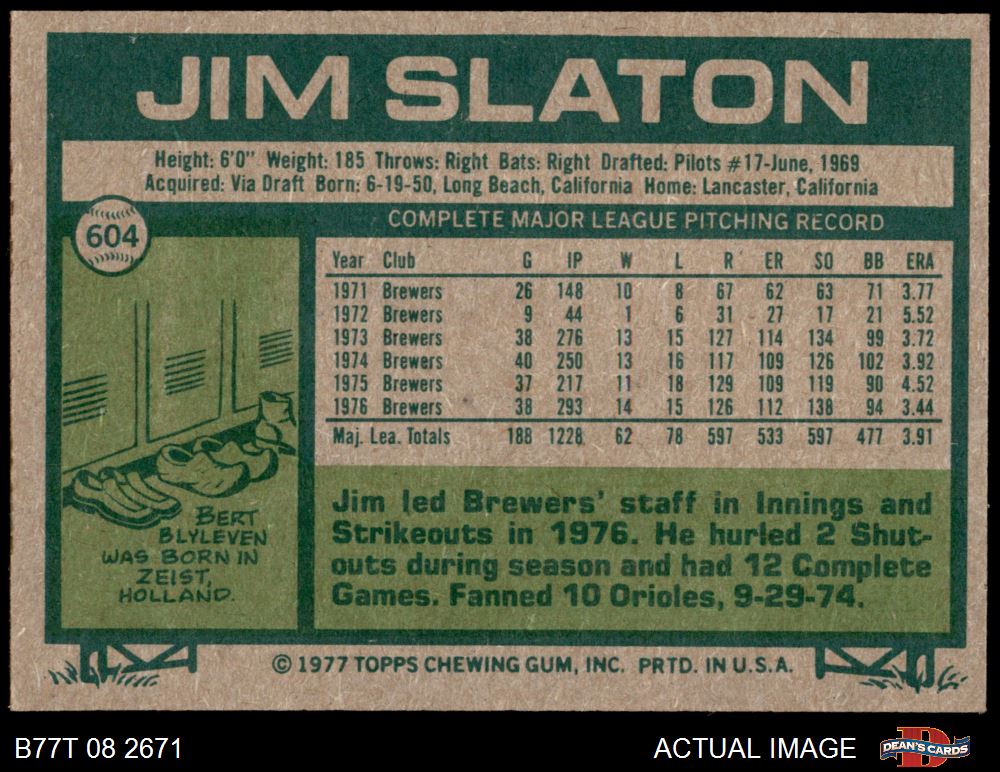 JIM SLATON
Height: 6'0" Weight: 185 Throws: Right Bats: Right Drafted: Pilots #17-June, 1969
Acquired: Via Draft Born: 6-19-50, Long Beach, California Home: Lancaster, California
604
COMPLETE MAJOR LEAGUE PITCHING RECORD
Year Club G IP W L R ER SO BB ERA
1971 Brewers 26 148 10 8 67 62 63 71 3.77
1972 Brewers 9 44 1 6 31 27 17 21 5.52
1973 Brewers 38 276 13 15 127 114 134 99 3.72
1974 Brewers 40 250 13 16 117 109 126 102 3.92
1975 Brewers 37 217 11 18 129 109 119 90 4.52
1976 Brewers 38 293 14 15 126 112 138 94 3.44
Maj. Lea. Totals 188 1228 62 78 597 533 597 477 3.91
BERT
BLYLEVEN
WAS BORN IN
ZEIST,
HOLLAND.
Jim led Brewers' staff in Innings and
Strikeouts in 1976. He hurled 2 Shut-
outs during season and had 12 Complete
Games. Fanned 10 Orioles, 9-29-74.
© 1977 TOPPS CHEWING GUM, INC. PRTD. IN U.S.A.
B77T 08 2671
ACTUAL IMAGE
D
DEAN'S CARDS